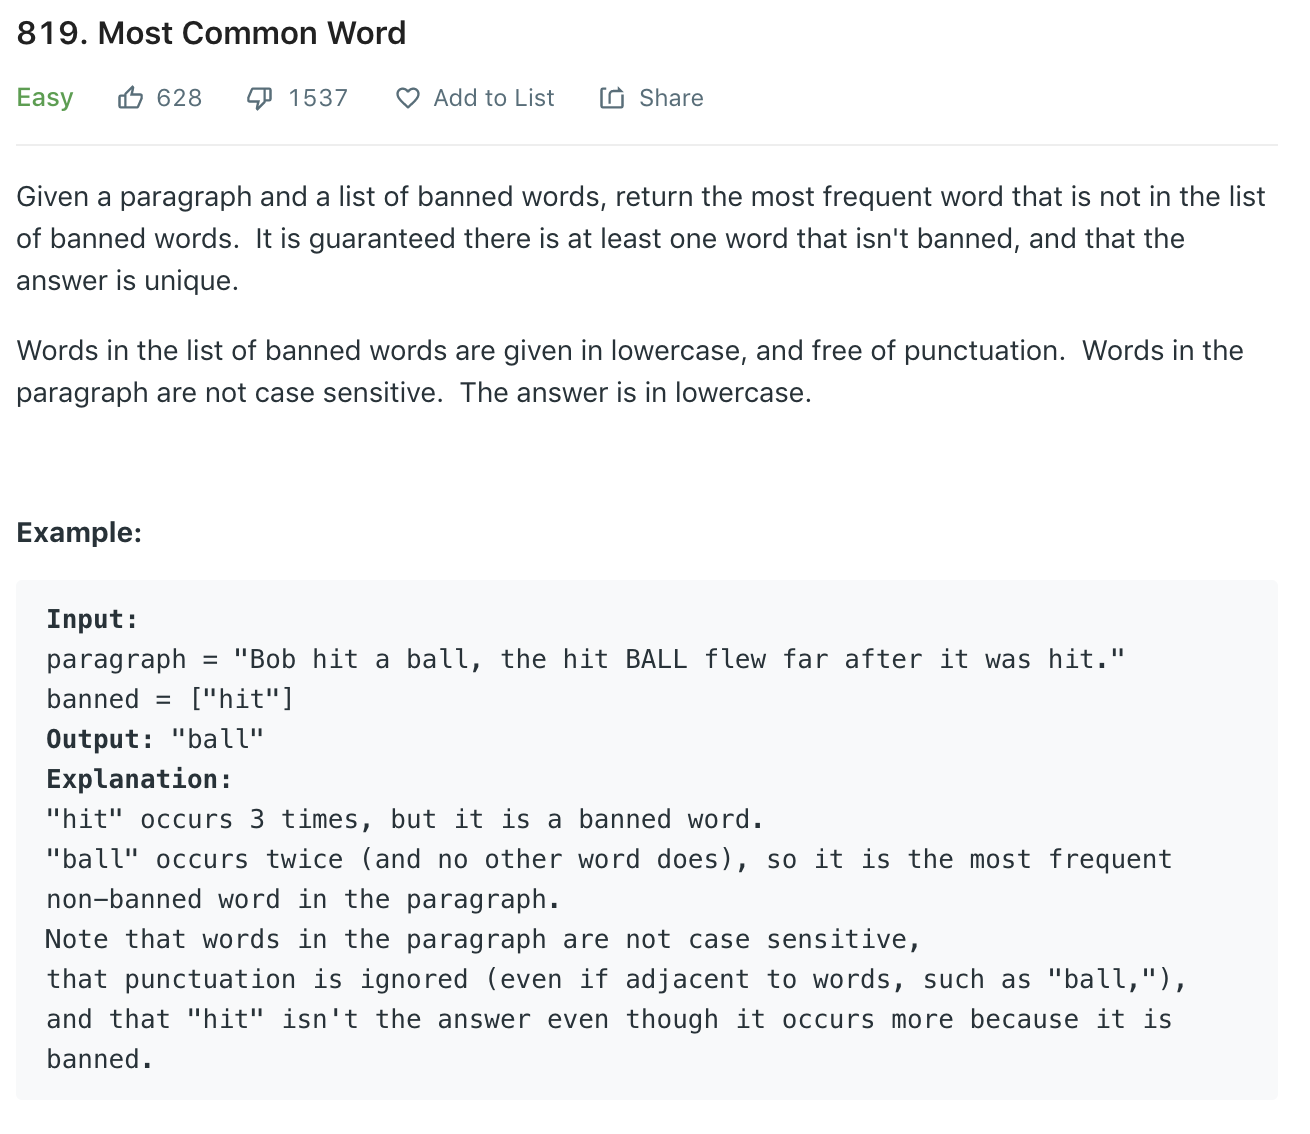 819. Most Common Word
Easy 628 1537 Add to List Share
Given a paragraph and a list of banned words, return the most frequent word that is not in the list
of banned words.  It is guaranteed there is at least one word that isn't banned, and that the
answer is unique.
Words in the list of banned words are given in lowercase, and free of punctuation.  Words in the
paragraph are not case sensitive.  The answer is in lowercase.
Example:
Input:
paragraph = "Bob hit a ball, the hit BALL flew far after it was hit."
banned = ["hit"]
Output: "ball"
Explanation:
"hit" occurs 3 times, but it is a banned word.
"ball" occurs twice (and no other word does), so it is the most frequent
non-banned word in the paragraph.
Note that words in the paragraph are not case sensitive,
that punctuation is ignored (even if adjacent to words, such as "ball,"),
and that "hit" isn't the answer even though it occurs more because it is
banned.